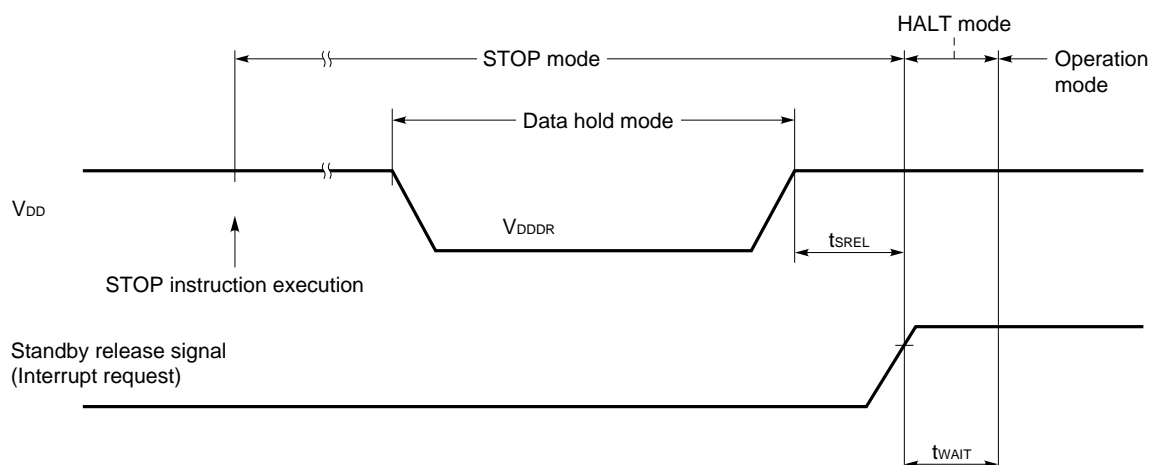 HALT mode
STOP mode
Operation
mode
Data hold mode
VDD
VDDDR
tSREL
STOP instruction execution
Standby release signal
(Interrupt request)
tWAIT